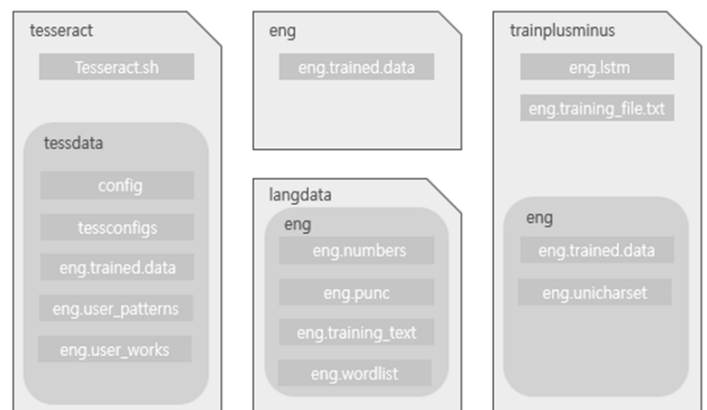 tesseract
Tesseract.sh
tessdata
config
tessconfigs
eng.trained.data
eng.user_patterns
eng.user_works
eng
eng.trained.data
langdata
eng
eng.numbers
eng.punc
eng.training_text
eng.wordlist
trainplusminus
eng.lstm
eng.training_file.txt
eng
eng.trained.data
eng.unicharset